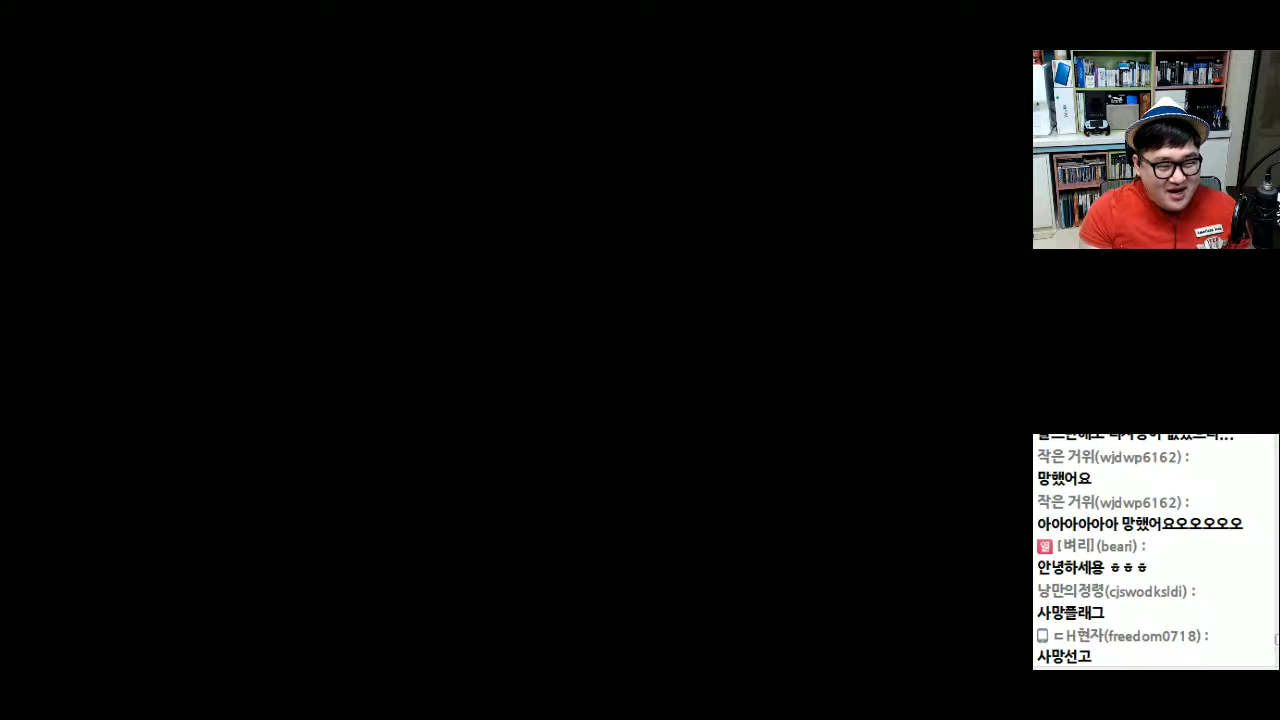 작은 거위(wjdwp6162) :
망했어요
작은 거위(wjdwp6162) :
아아아아아아 망했어요오오오오오
열 [벼리](beari) :
안녕하세용 ㅎㅎㅎ
낭만의정령(cjswodksldi) :
사망플래그
ㄷH현자(freedom0718) :
사망선고